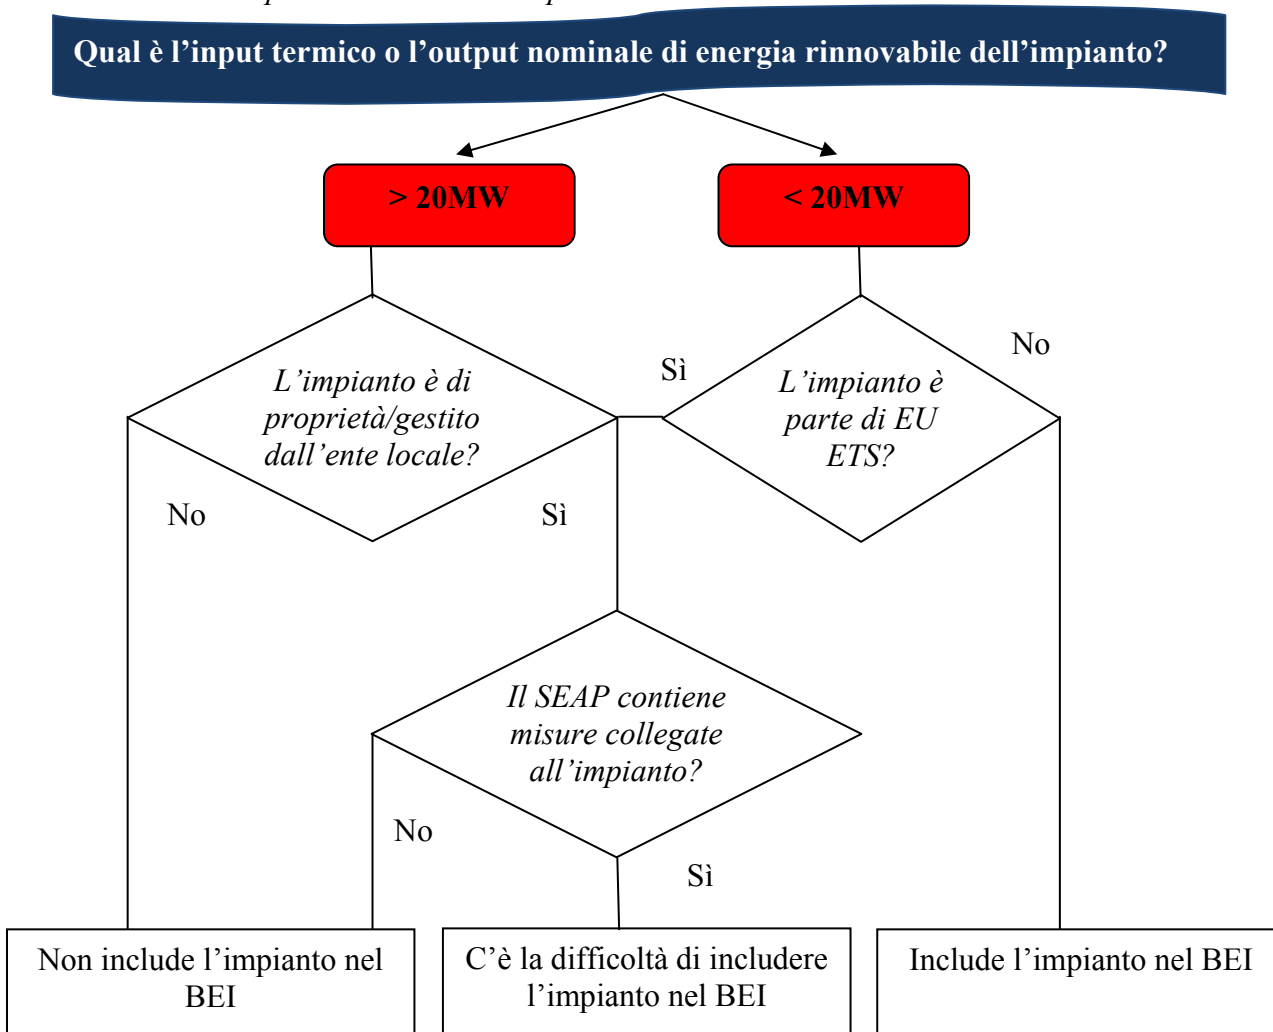 Qual è l’input termico o l’output nominale di energia rinnovabile dell’impianto?
> 20MW
< 20MW
L’impianto è di
proprietà/gestito
dall’ente locale?
Sì
L’impianto è
parte di EU
ETS?
No
No
Sì
Il SEAP contiene
misure collegate
all’impianto?
No
Sì
Non include l’impianto nel
BEI
C’è la difficoltà di includere
l’impianto nel BEI
Include l’impianto nel BEI